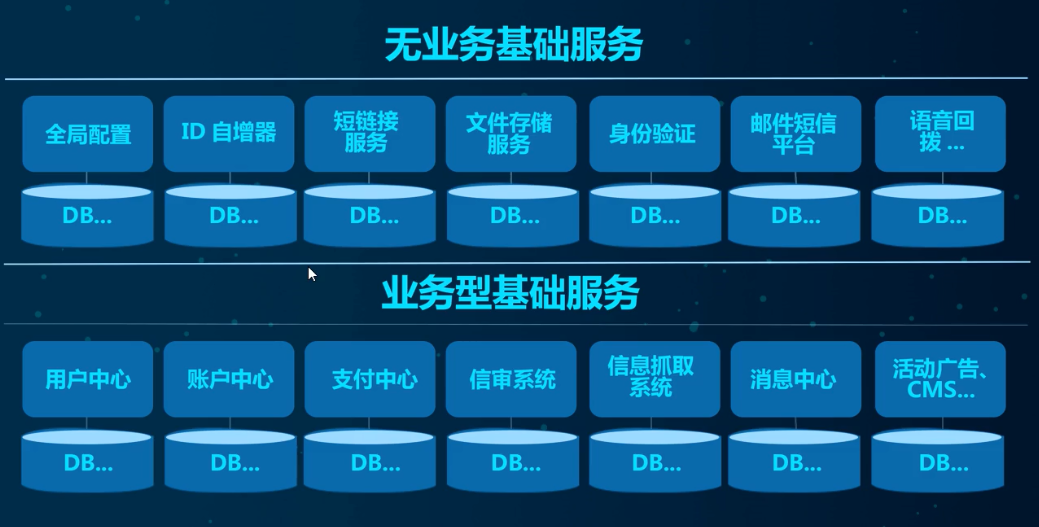 无业务基础服务
全局配置
ID 自增器
短链接
服务
文件存储
服务
身份验证
邮件短信
平台
语音回
拨 ...
DB...
DB...
DB...
DB...
DB...
DB...
DB...
业务型基础服务
用户中心
账户中心
支付中心
信审系统
信息抓取
系统
消息中心
活动广告、
CMS...
DB...
DB...
DB...
DB...
DB...
DB...
DB...